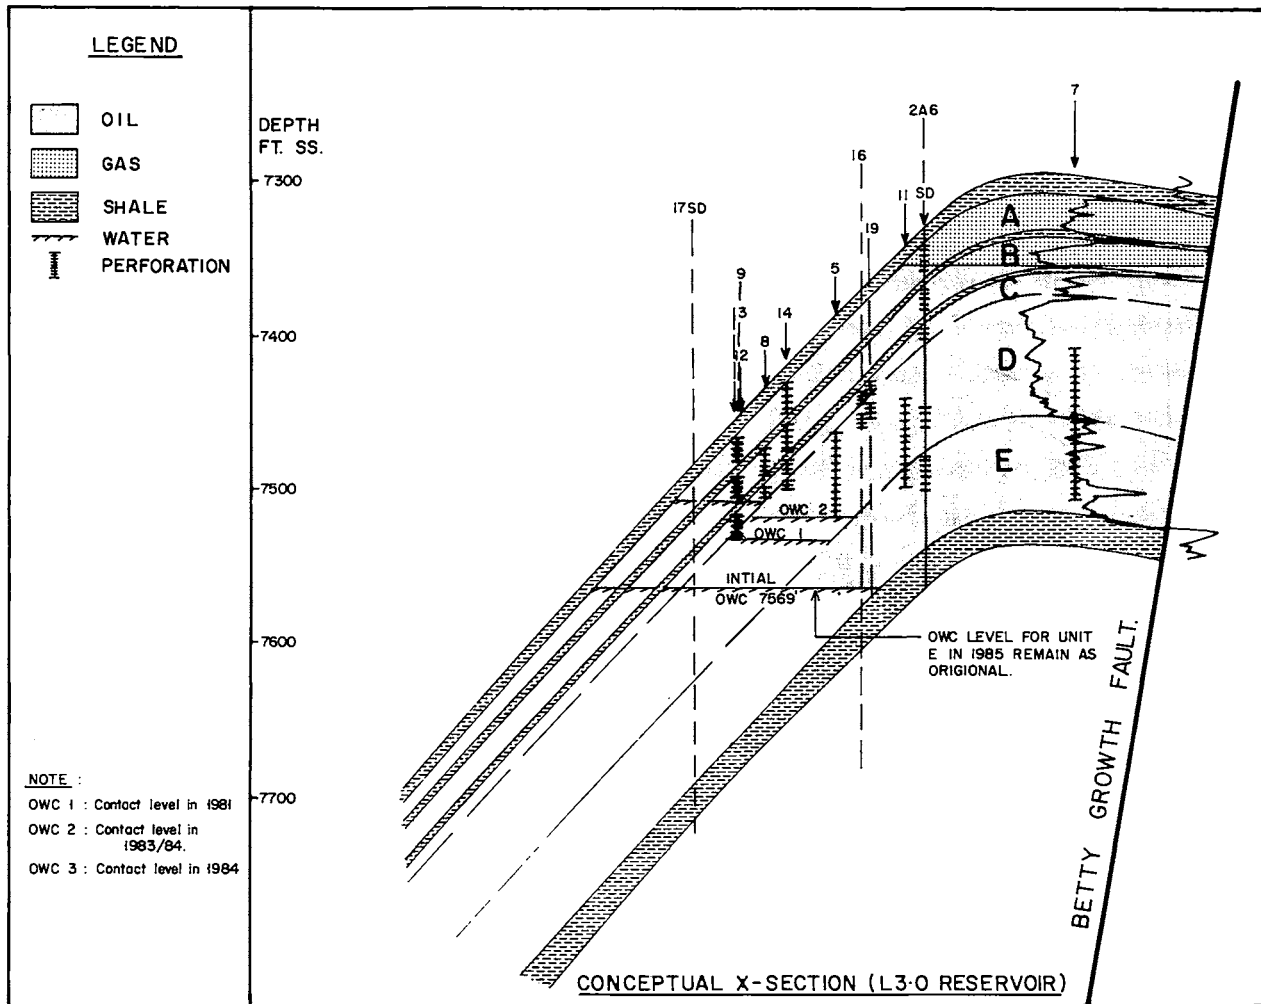 LEGEND
OIL
GAS
SHALE
WATER
PERFORATION
DEPTH
FT. SS.
7300
7400
7500
7600
7700
17SD
9
13
12
8
14
5
16
19
11
2A6
SD
7
A
B
C
D
E
OWC 2
OWC 1
INTIAL
OWC 7569'
OWC LEVEL FOR UNIT
E IN 1985 REMAIN AS
ORIGIONAL.
BETTY GROWTH FAULT.
NOTE :
OWC 1 : Contact level in 1981
OWC 2 : Contact level in
1983/84.
OWC 3 : Contact level in 1984
CONCEPTUAL X-SECTION (L3·0 RESERVOIR)